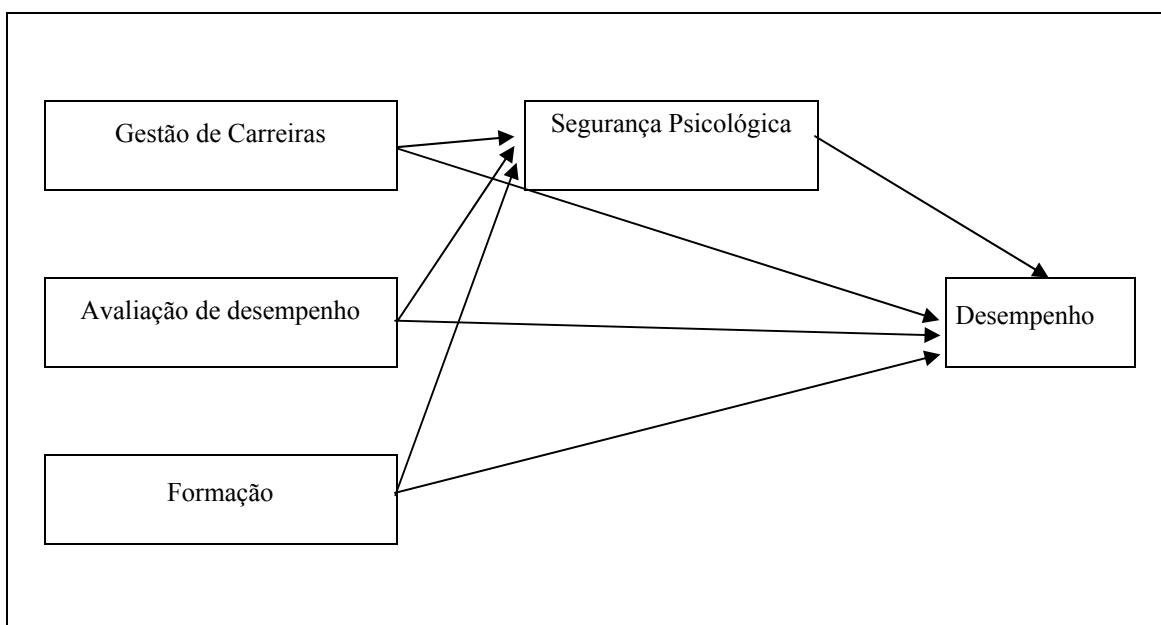 Gestão de Carreiras
Segurança Psicológica
Avaliação de desempenho
Desempenho
Formação